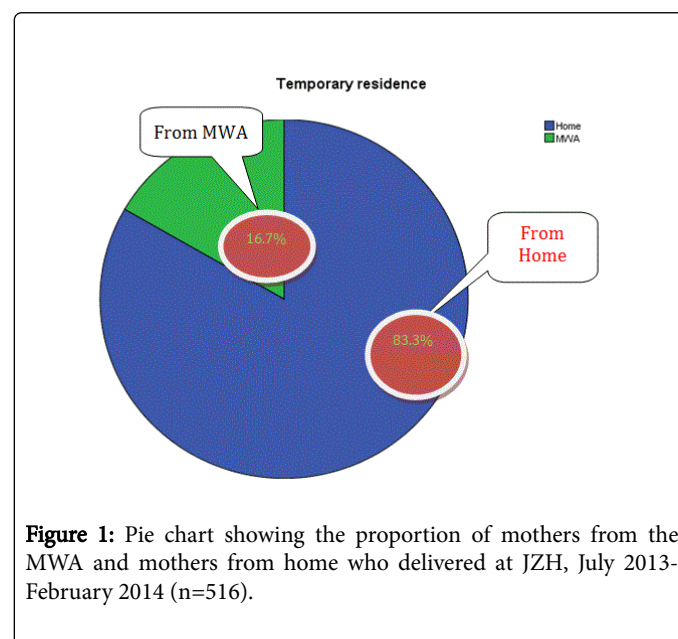 Temporary residence
Home
MWA
From MWA
16.7%
From
Home
83.3%
Figure 1: Pie chart showing the proportion of mothers from the
MWA and mothers from home who delivered at JZH, July 2013-
February 2014 (n=516).